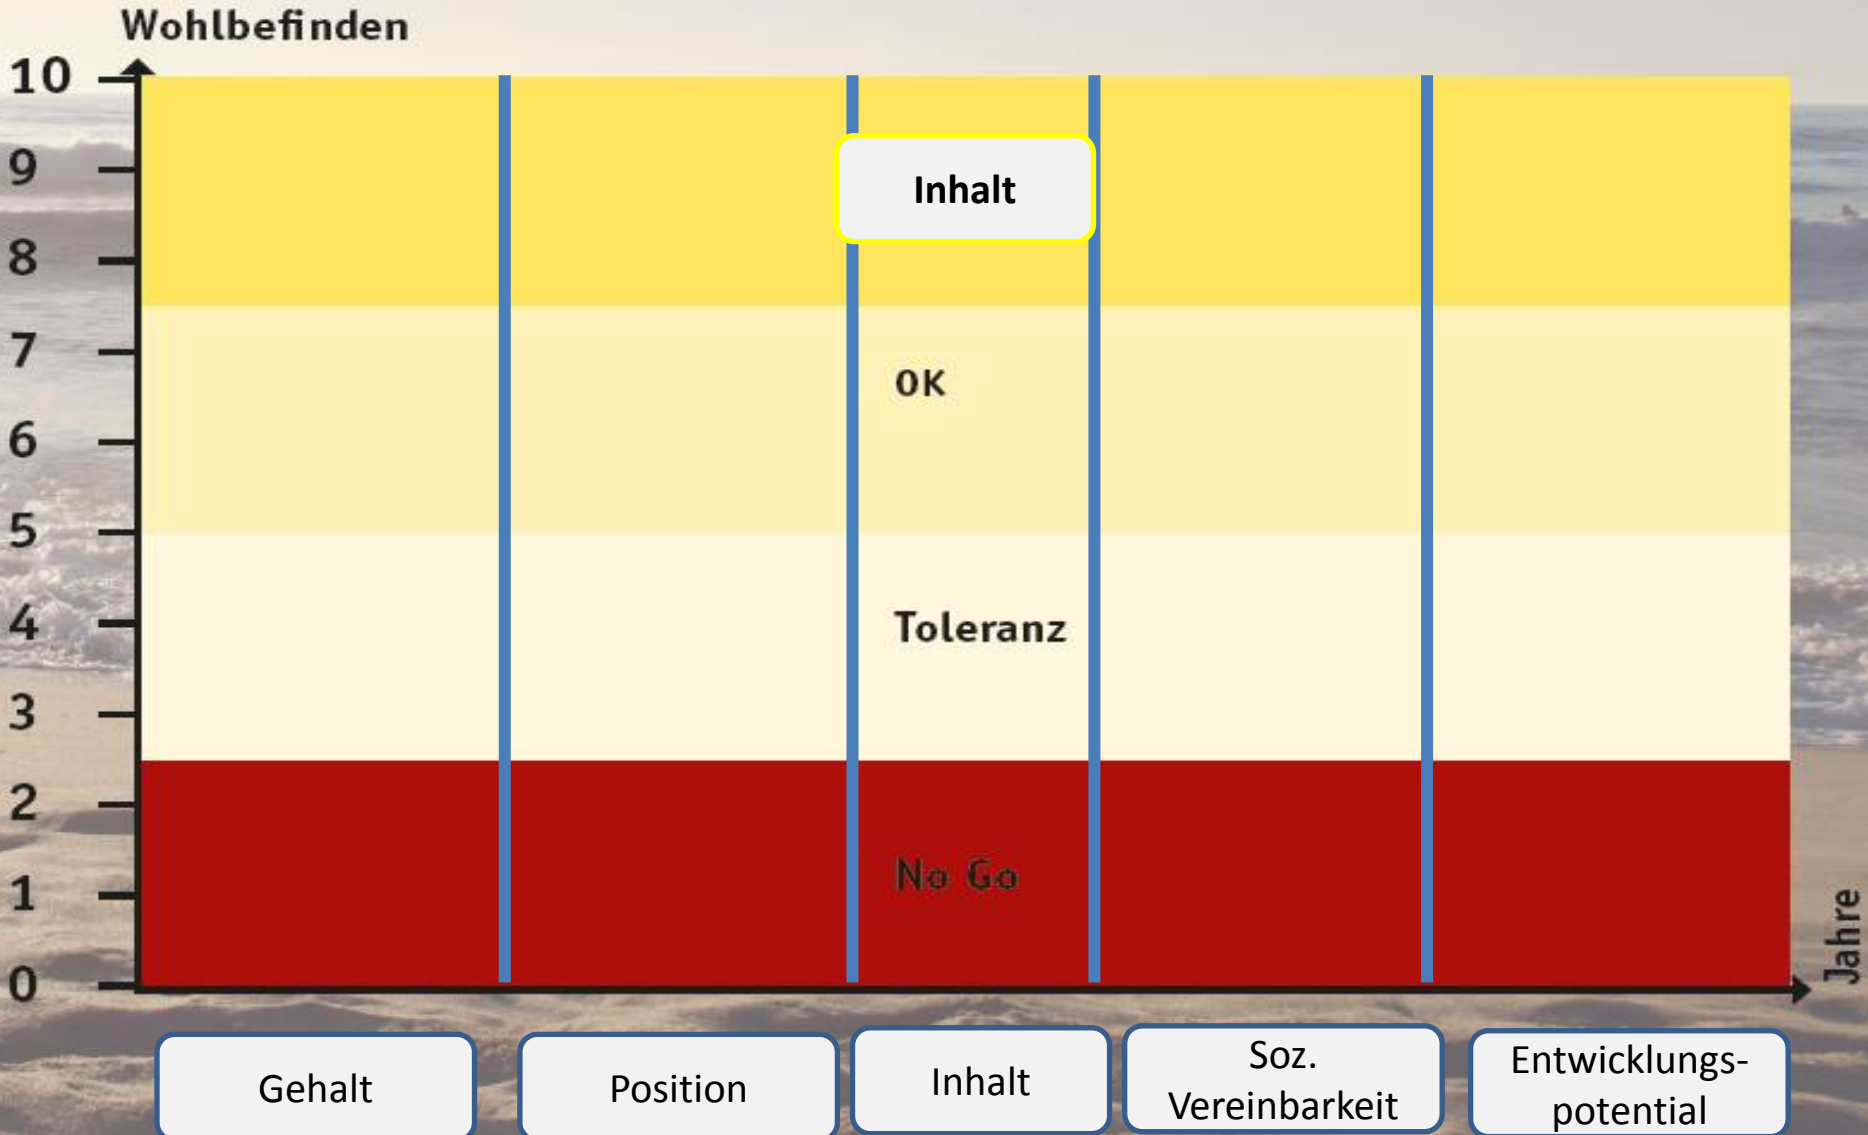 Wohlbefinden
10
9
Inhalt
8
7
OK
6
5
4
Toleranz
3
2
1
No Go
0
Jahre
Gehalt
Position
Inhalt
Soz.
Vereinbarkeit
Entwicklungs-
potential